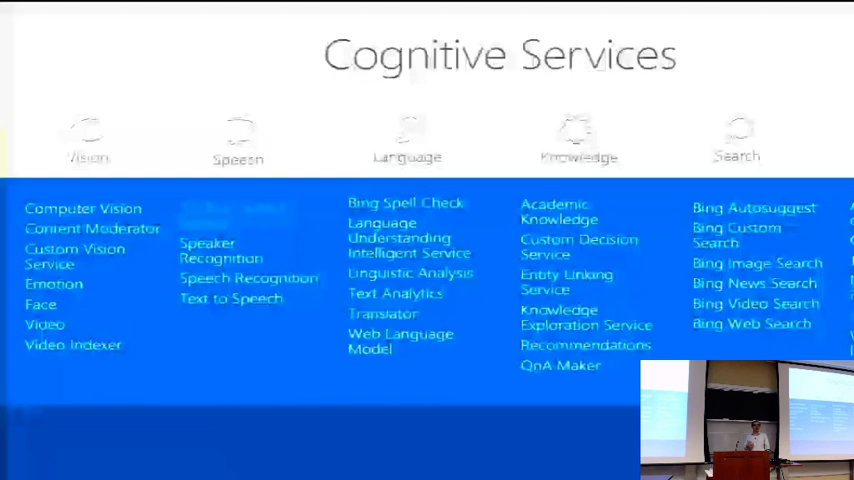 Cognitive Services
Vision
Speech
Language
Knowledge
Search
Computer Vision
Content Moderator
Custom Vision
Service
Emotion
Face
Video
Video Indexer
Speaker
Recognition
Speech Recognition
Text to Speech
Bing Spell Check
Language
Understanding
Intelligent Service
Linguistic Analysis
Text Analytics
Translator
Web Language
Model
Academic
Knowledge
Custom Decision
Service
Entity Linking
Service
Knowledge
Exploration Service
Recommendations
QnA Maker
Bing Autosuggest
Bing Custom
Search
Bing Image Search
Bing News Search
Bing Video Search
Bing Web Search